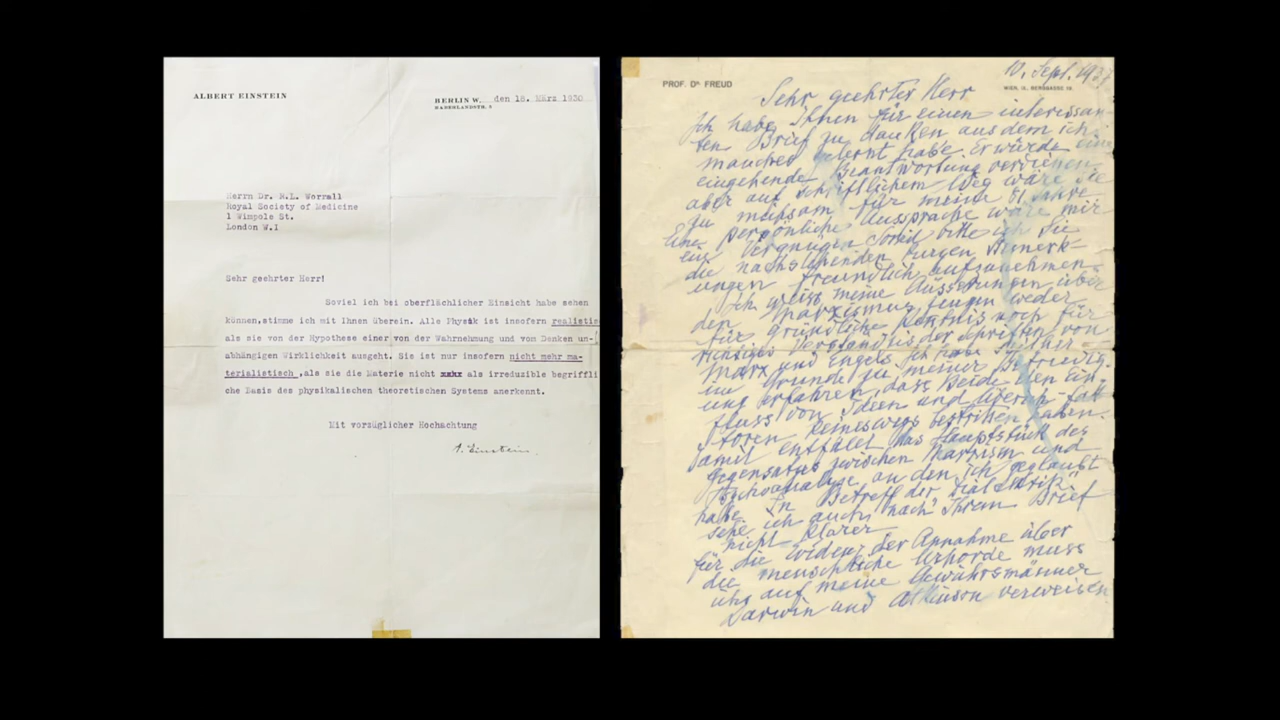 ALBERT EINSTEIN
BERLIN W. den 18. März 1930
HABERLANDSTR. 5
Herrn Dr. R.L. Worrall
Royal Society of Medicine
1 Wimpole St.
London W.I
Sehr geehrter Herr!
Soviel ich bei oberflächlicher Einsicht habe sehen
können,stimme ich mit Ihnen überein. Alle Physik ist insofern realistis
als sie von der Hypothese einer von der Wahrnehmung und vom Denken un-
abhängigen Wirklichkeit ausgeht. Sie ist nur insofern nicht mehr ma-
terialistisch ,als sie die Materie nicht xxxx als irreduzible begriffli
che Basis des physikalischen theoretischen Systems anerkennt.
Mit vorzüglicher Hochachtung
A. Einstein.
PROF. Dr. FREUD
10. Sept. 1937
WIEN, IX., BERGGASSE 19.
Sehr geehrter Herr
Ich habe Ihnen für einen interessan-
ten Brief zu danken aus dem ich
manches gelernt habe. Er würde eine
eingehende Beantwortung verdienen
aber auf schriftlichem Weg wäre sie
zu mühsam für meine 81 Jahre.
Eine persönliche Aussprache wäre mir
ein Vergnügen. Somit bitte ich Sie
die nachstehenden kurzen Bemerk-
ungen freundlich aufzunehmen
Ich weiss meine Äusserungen über
den Marxismus zeugen weder
für gründliche Kentnis noch für
richtiges Verständnis der Schriften von
Marx und Engels. Ich habe seither
im Grunde zu meiner Befriedig-
ung erfahren, dass Beide den Ein-
fluss von Ideen und Überich-fak
toren keineswegs bestritten haben.
Damit entfällt das Hauptstück des
Gegensatzes zwischen Marxism und
Psychoanalyse an den ich geglaubt
habe. In Betreff der "Dialektik"
sehe ich auch nach Ihrem Brief
nicht klarer
für die der Annahme über
die menschliche Urhorde muss
ich auf meine Gewährsmänner
Darwin und Atkinson verweisen